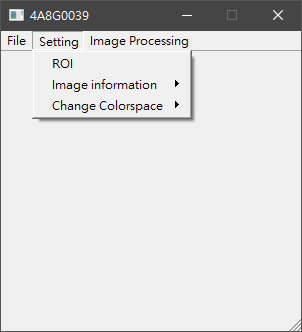 4A8G0039
File Setting Image Processing
ROI
Image information
Change Colorspace